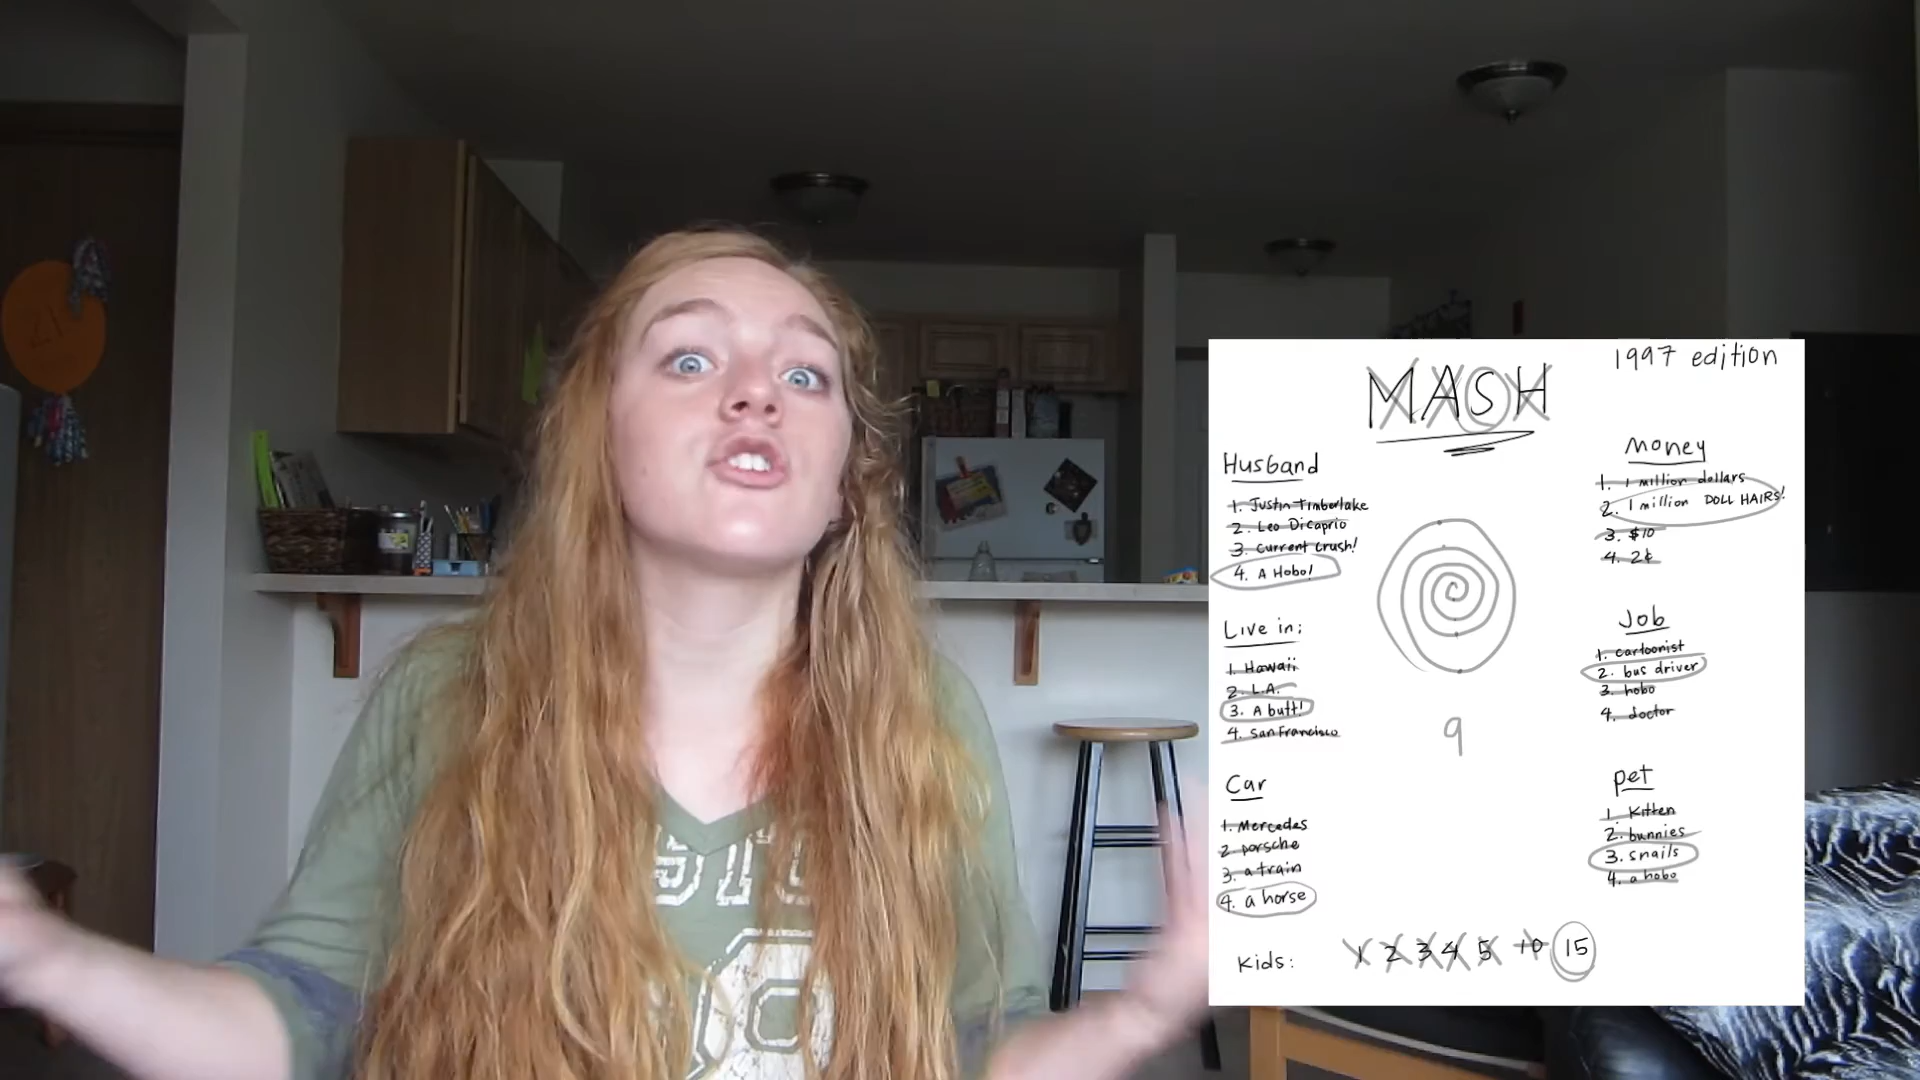 21
1997 edition
MASH
Husband
1. Justin Timberlake
2. Leo Dicaprio
3. Current Crush!
4. A Hobo!
Live in:
1. Hawaii
2. L.A.
3. A butt!
4. San Francisco
Car
1. Mercedes
2. porsche
3. a train
4. a horse
Money
1. 1 million dollars
2. 1 million DOLL HAIRS!
3. $10
4. 2¢
Job
1. cartoonist
2. bus driver
3. hobo
4. doctor
pet
1. Kitten
2. bunnies
3. snails
4. a hobo
9
Kids: 1 2 3 4 5 10 15